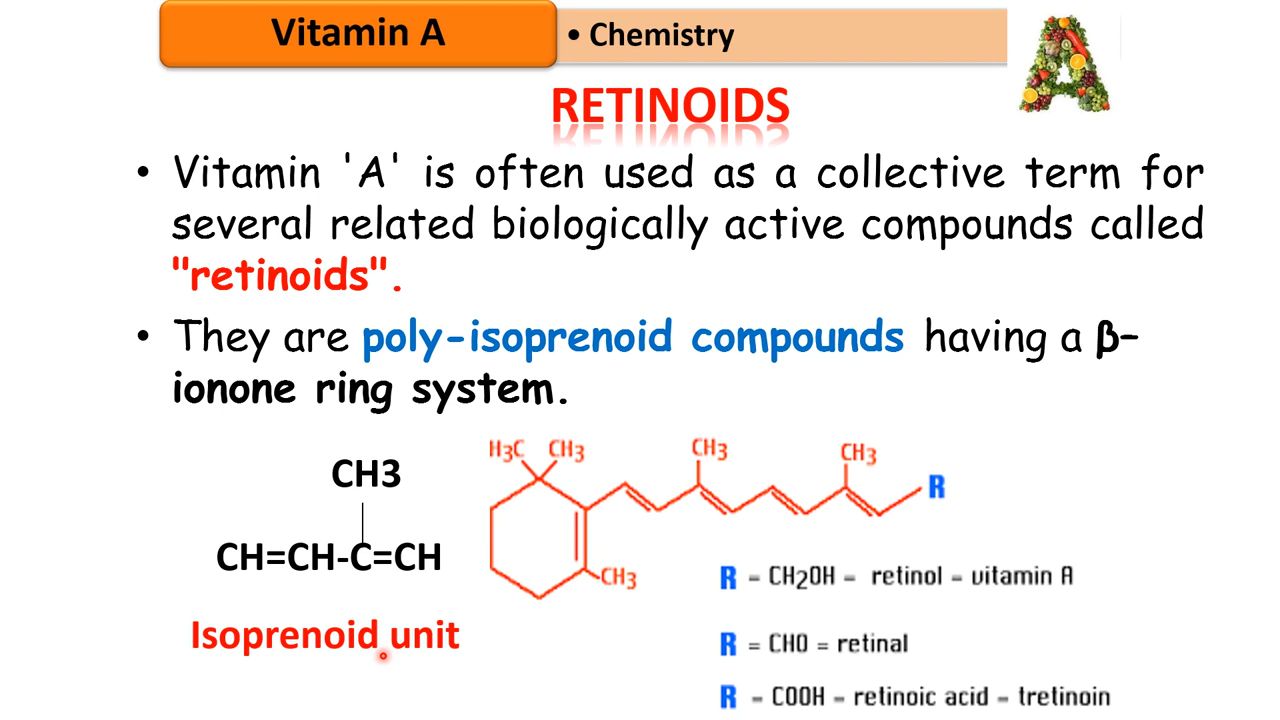 Vitamin A
• Chemistry
RETINOIDS
• Vitamin 'A' is often used as a collective term for
several related biologically active compounds called
"retinoids".
• They are poly-isoprenoid compounds having a β–
ionone ring system.
CH3
CH=CH-C=CH
Isoprenoid unit
H3C CH3 CH3 CH3
R
CH3
R = CH2OH = retinol = vitamin A
R = CHO = retinal
R = COOH = retinoic acid = tretinoin